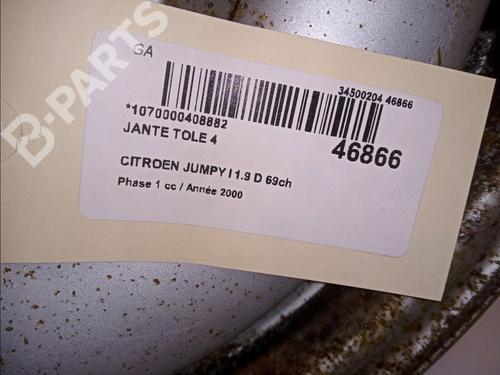 B-PARTS
GA
34500204 46866
*1070000408882
46866
JANTE TOLE 4
CITROEN JUMPY I 1.9 D 69ch
Phase 1 cc / Année 2000